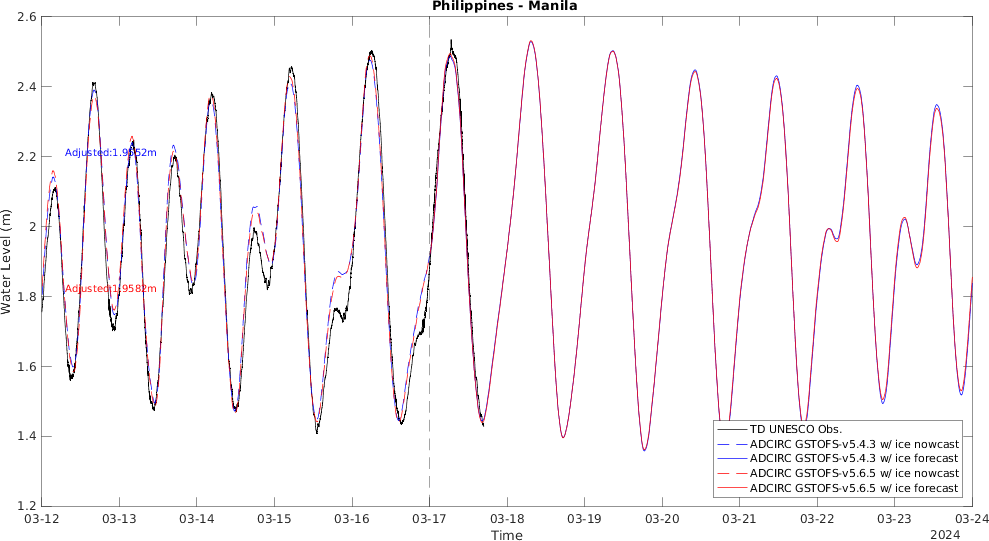 Philippines - Manila
Water Level (m)
2.6
2.4
2.2
2
1.8
1.6
1.4
1.2
Adjusted:1.9552m
Adjusted:1.9582m
TD UNESCO Obs.
ADCIRC GSTOFS-v5.4.3 w/ ice nowcast
ADCIRC GSTOFS-v5.4.3 w/ ice forecast
ADCIRC GSTOFS-v5.6.5 w/ ice nowcast
ADCIRC GSTOFS-v5.6.5 w/ ice forecast
03-12 03-13 03-14 03-15 03-16 03-17 03-18 03-19 03-20 03-21 03-22 03-23 03-24
Time
2024